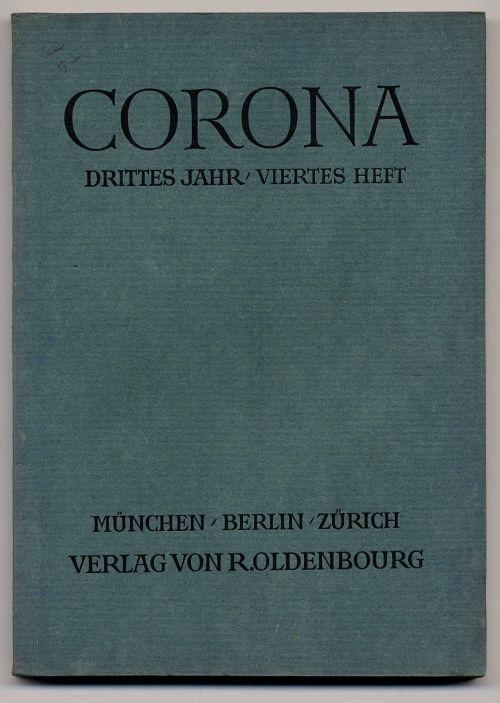 CORONA
DRITTES JAHR / VIERTES HEFT
MÜNCHEN / BERLIN / ZÜRICH
VERLAG VON R. OLDENBOURG